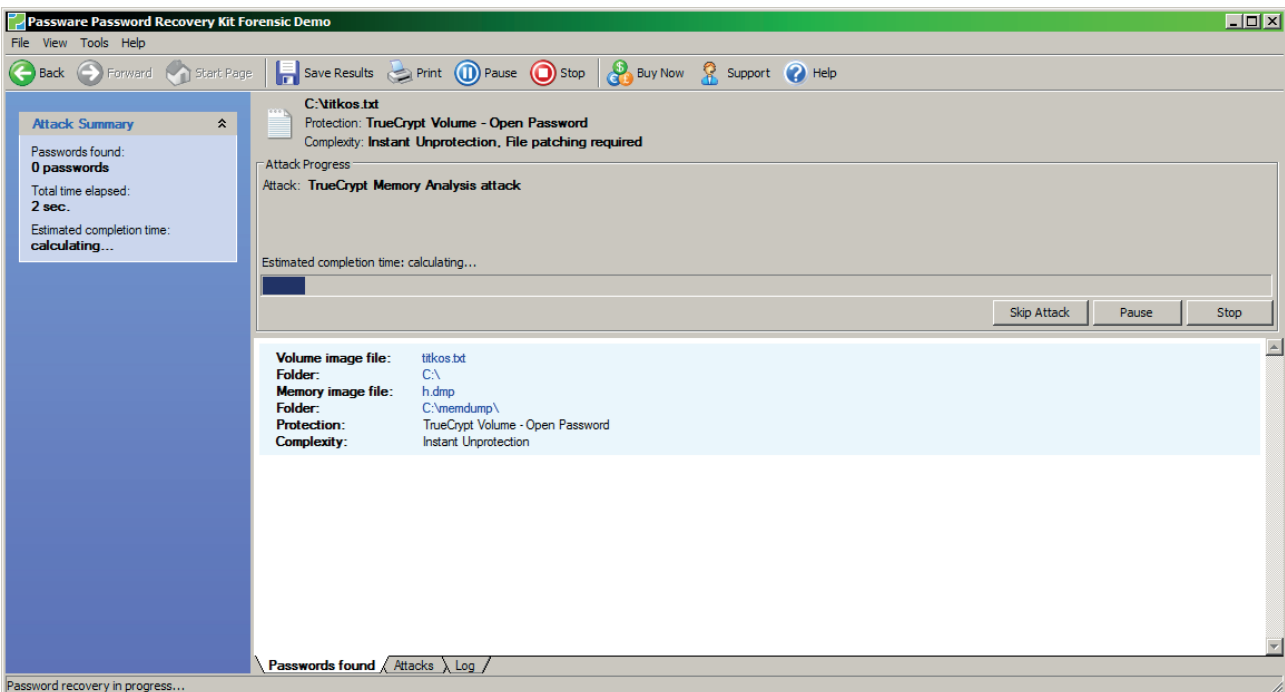 Passware Password Recovery Kit Forensic Demo
File View Tools Help
Back Forward Start Page Save Results Print Pause Stop Buy Now Support Help
Attack Summary
Passwords found:
0 passwords
Total time elapsed:
2 sec.
Estimated completion time:
calculating...
C:\titkos.txt
Protection: TrueCrypt Volume - Open Password
Complexity: Instant Unprotection, File patching required
Attack Progress
Attack: TrueCrypt Memory Analysis attack
Estimated completion time: calculating...
Skip Attack Pause Stop
Volume image file: titkos.txt
Folder: C:\
Memory image file: h.dmp
Folder: C:\memdump\
Protection: TrueCrypt Volume - Open Password
Complexity: Instant Unprotection
Passwords found Attacks Log
Password recovery in progress...